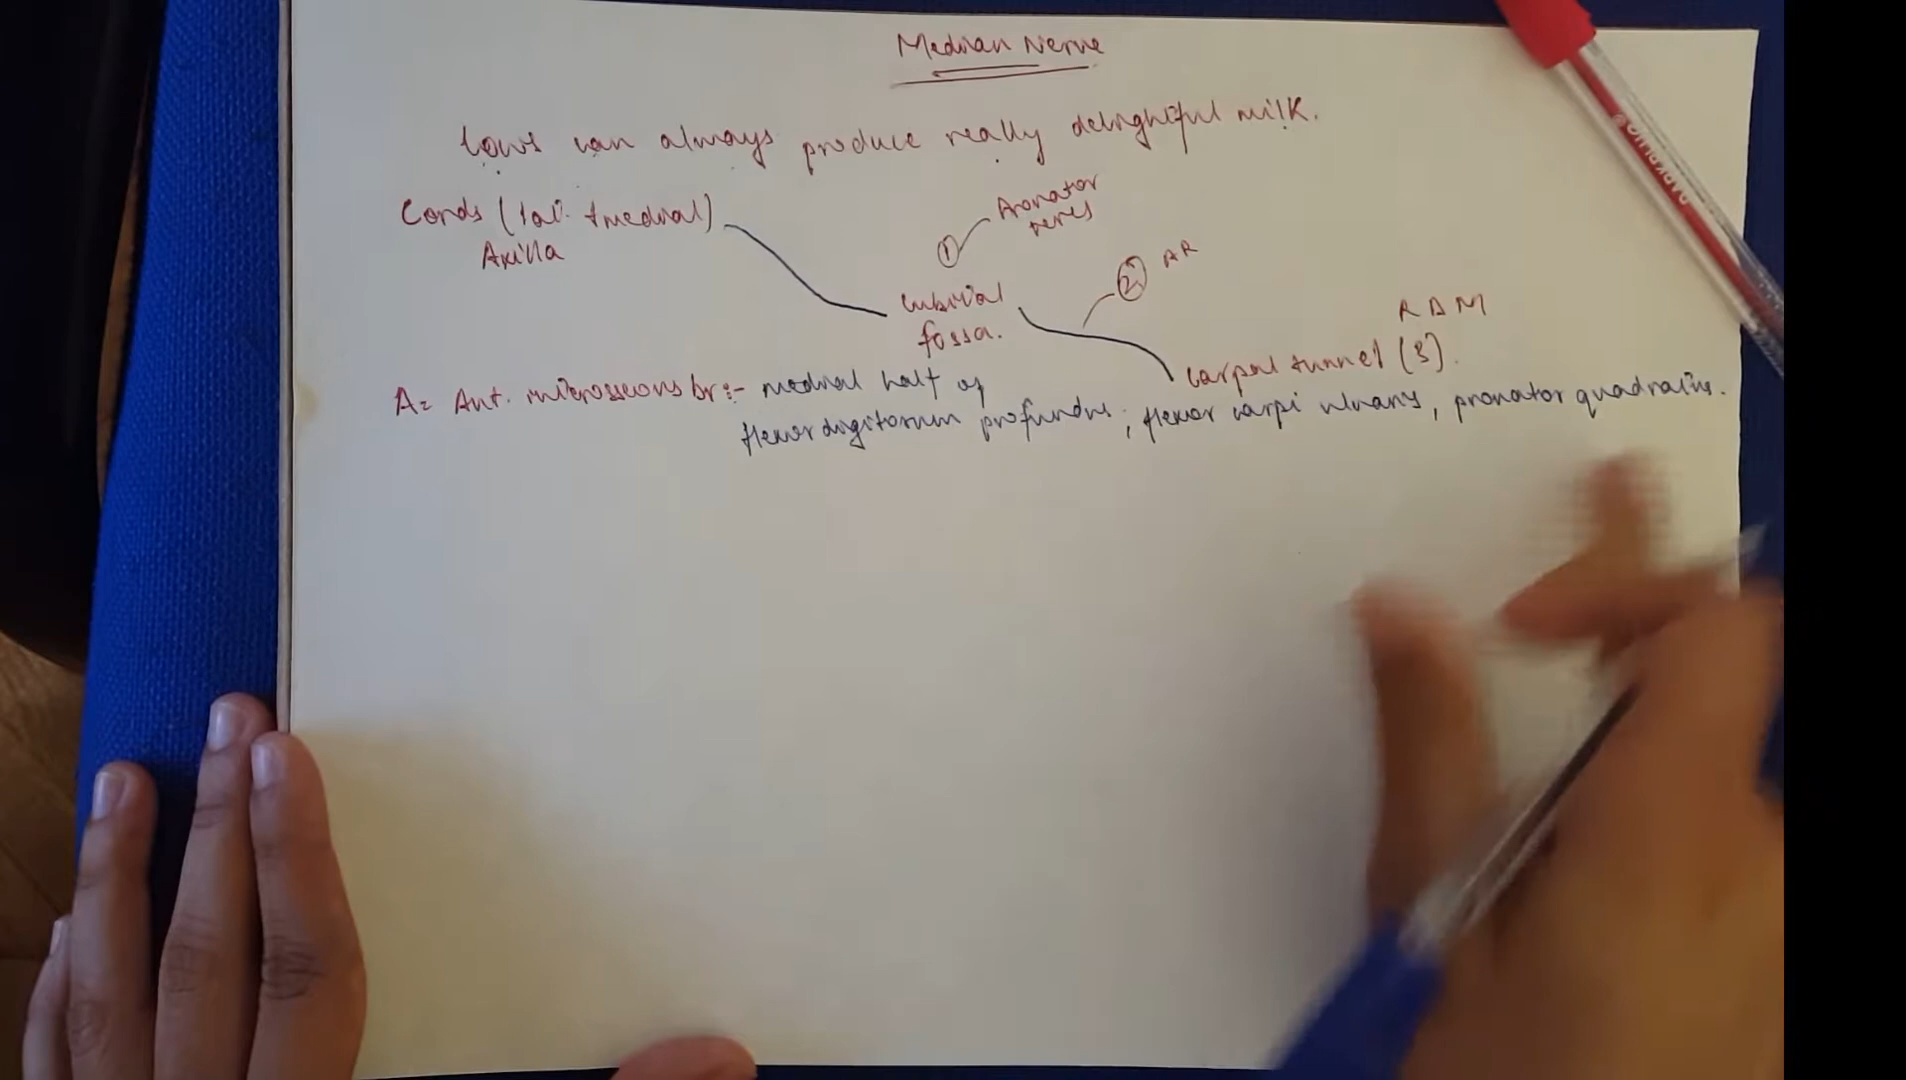 Median Nerve
Cows can always produce really delightful milk.
Cords (lat. + medial)
Axilla
① Pronator teres
② AR
Cubital
fossa.
R D M
carpal tunnel (3).
A = Ant. interosseous br :- medial half of
flexor digitorum profundus ; flexor carpi ulnaris, pronator quadratus.